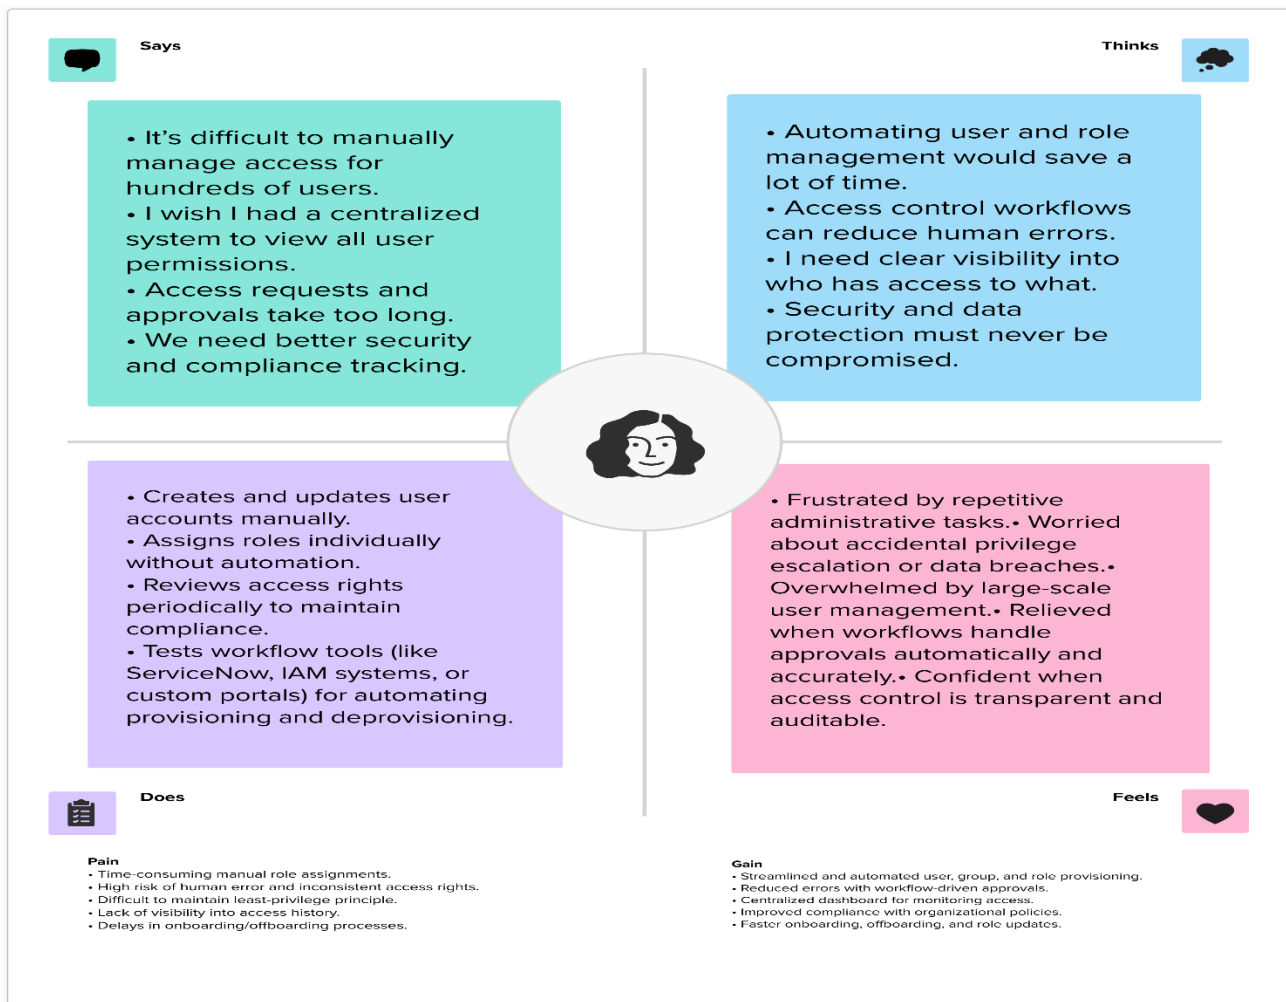 Says
• It’s difficult to manually
manage access for
hundreds of users.
• I wish I had a centralized
system to view all user
permissions.
• Access requests and
approvals take too long.
• We need better security
and compliance tracking.
Thinks
• Automating user and role
management would save a
lot of time.
• Access control workflows
can reduce human errors.
• I need clear visibility into
who has access to what.
• Security and data
protection must never be
compromised.
• Creates and updates user
accounts manually.
• Assigns roles individually
without automation.
• Reviews access rights
periodically to maintain
compliance.
• Tests workflow tools (like
ServiceNow, IAM systems, or
custom portals) for automating
provisioning and deprovisioning.
Does
• Frustrated by repetitive
administrative tasks.• Worried
about accidental privilege
escalation or data breaches.•
Overwhelmed by large-scale
user management.• Relieved
when workflows handle
approvals automatically and
accurately.• Confident when
access control is transparent and
auditable.
Feels
Pain
• Time-consuming manual role assignments.
• High risk of human error and inconsistent access rights.
• Difficult to maintain least-privilege principle.
• Lack of visibility into access history.
• Delays in onboarding/offboarding processes.
Gain
• Streamlined and automated user, group, and role provisioning.
• Reduced errors with workflow-driven approvals.
• Centralized dashboard for monitoring access.
• Improved compliance with organizational policies.
• Faster onboarding, offboarding, and role updates.